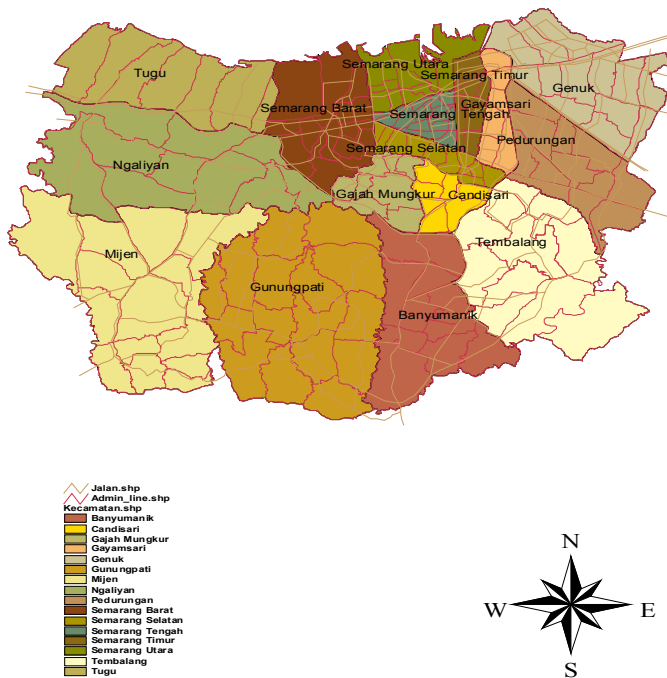 Semarang Utara
Tugu
Semarang Timur
Genuk
Semarang Barat
Gayamsari
Semarang Tengah
Pedurungan
Semarang Selatan
Ngaliyan
Gajah Mungkur
Candisari
Tembalang
Mijen
Gunungpati
Banyumanik
Jalan.shp
Admin_line.shp
Kecamatan.shp
Banyumanik
Candisari
Gajah Mungkur
Gayamsari
Genuk
Gunungpati
Mijen
Ngaliyan
Pedurungan
Semarang Barat
Semarang Selatan
Semarang Tengah
Semarang Timur
Semarang Utara
Tembalang
Tugu
N
W
E
S